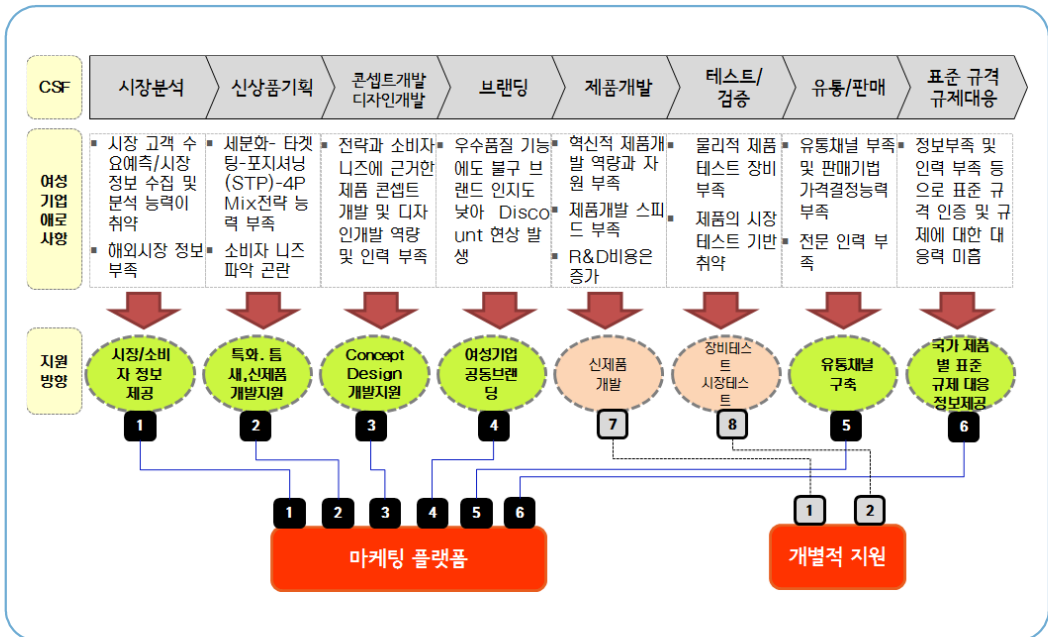 CSF
시장분석
신상품기획
콘셉트개발
디자인개발
브랜딩
제품개발
테스트/
검증
유통/판매
표준 규격
규제대응
여성
기업
애로
사항
▪ 시장 고객 수
요예측/시장
정보 수집 및
분석 능력이
취약
▪ 해외시장 정보
부족
▪ 세분화- 타겟
팅-포지셔닝
(STP)-4P
Mix전략 능
력 부족
▪ 소비자 니즈
파악 곤란
▪ 전략과 소비자
니즈에 근거한
제품 콘셉트
개발 및 디자
인개발 역량
및 인력 부족
▪ 우수품질 기능
에도 불구 브
랜드 인지도
낮아 Disco
unt 현상 발
생
▪ 혁신적 제품개
발 역량과 자
원 부족
▪ 제품개발 스피
드 부족
▪ R&D비용은
증가
▪ 물리적 제품
테스트 장비
부족
▪ 제품의 시장
테스트 기반
취약
▪ 유통채널 부족
및 판매기법
가격결정능력
부족
▪ 전문 인력 부
족
▪ 정보부족 및
인력 부족 등
으로 표준 규
격 인증 및 규
제에 대한 대
응력 미흡
지원
방향
시장/소비
자 정보
제공
특화. 틈
새,신제품
개발지원
Concept
Design
개발지원
여성기업
공동브랜
딩
신제품
개발
장비테스
트
시장테스
트
유통채널
구축
국가 제품
별 표준
규제 대응
정보제공
1
2
3
4
7
8
5
6
1
2
3
4
5
6
1
2
마케팅 플랫폼
개별적 지원